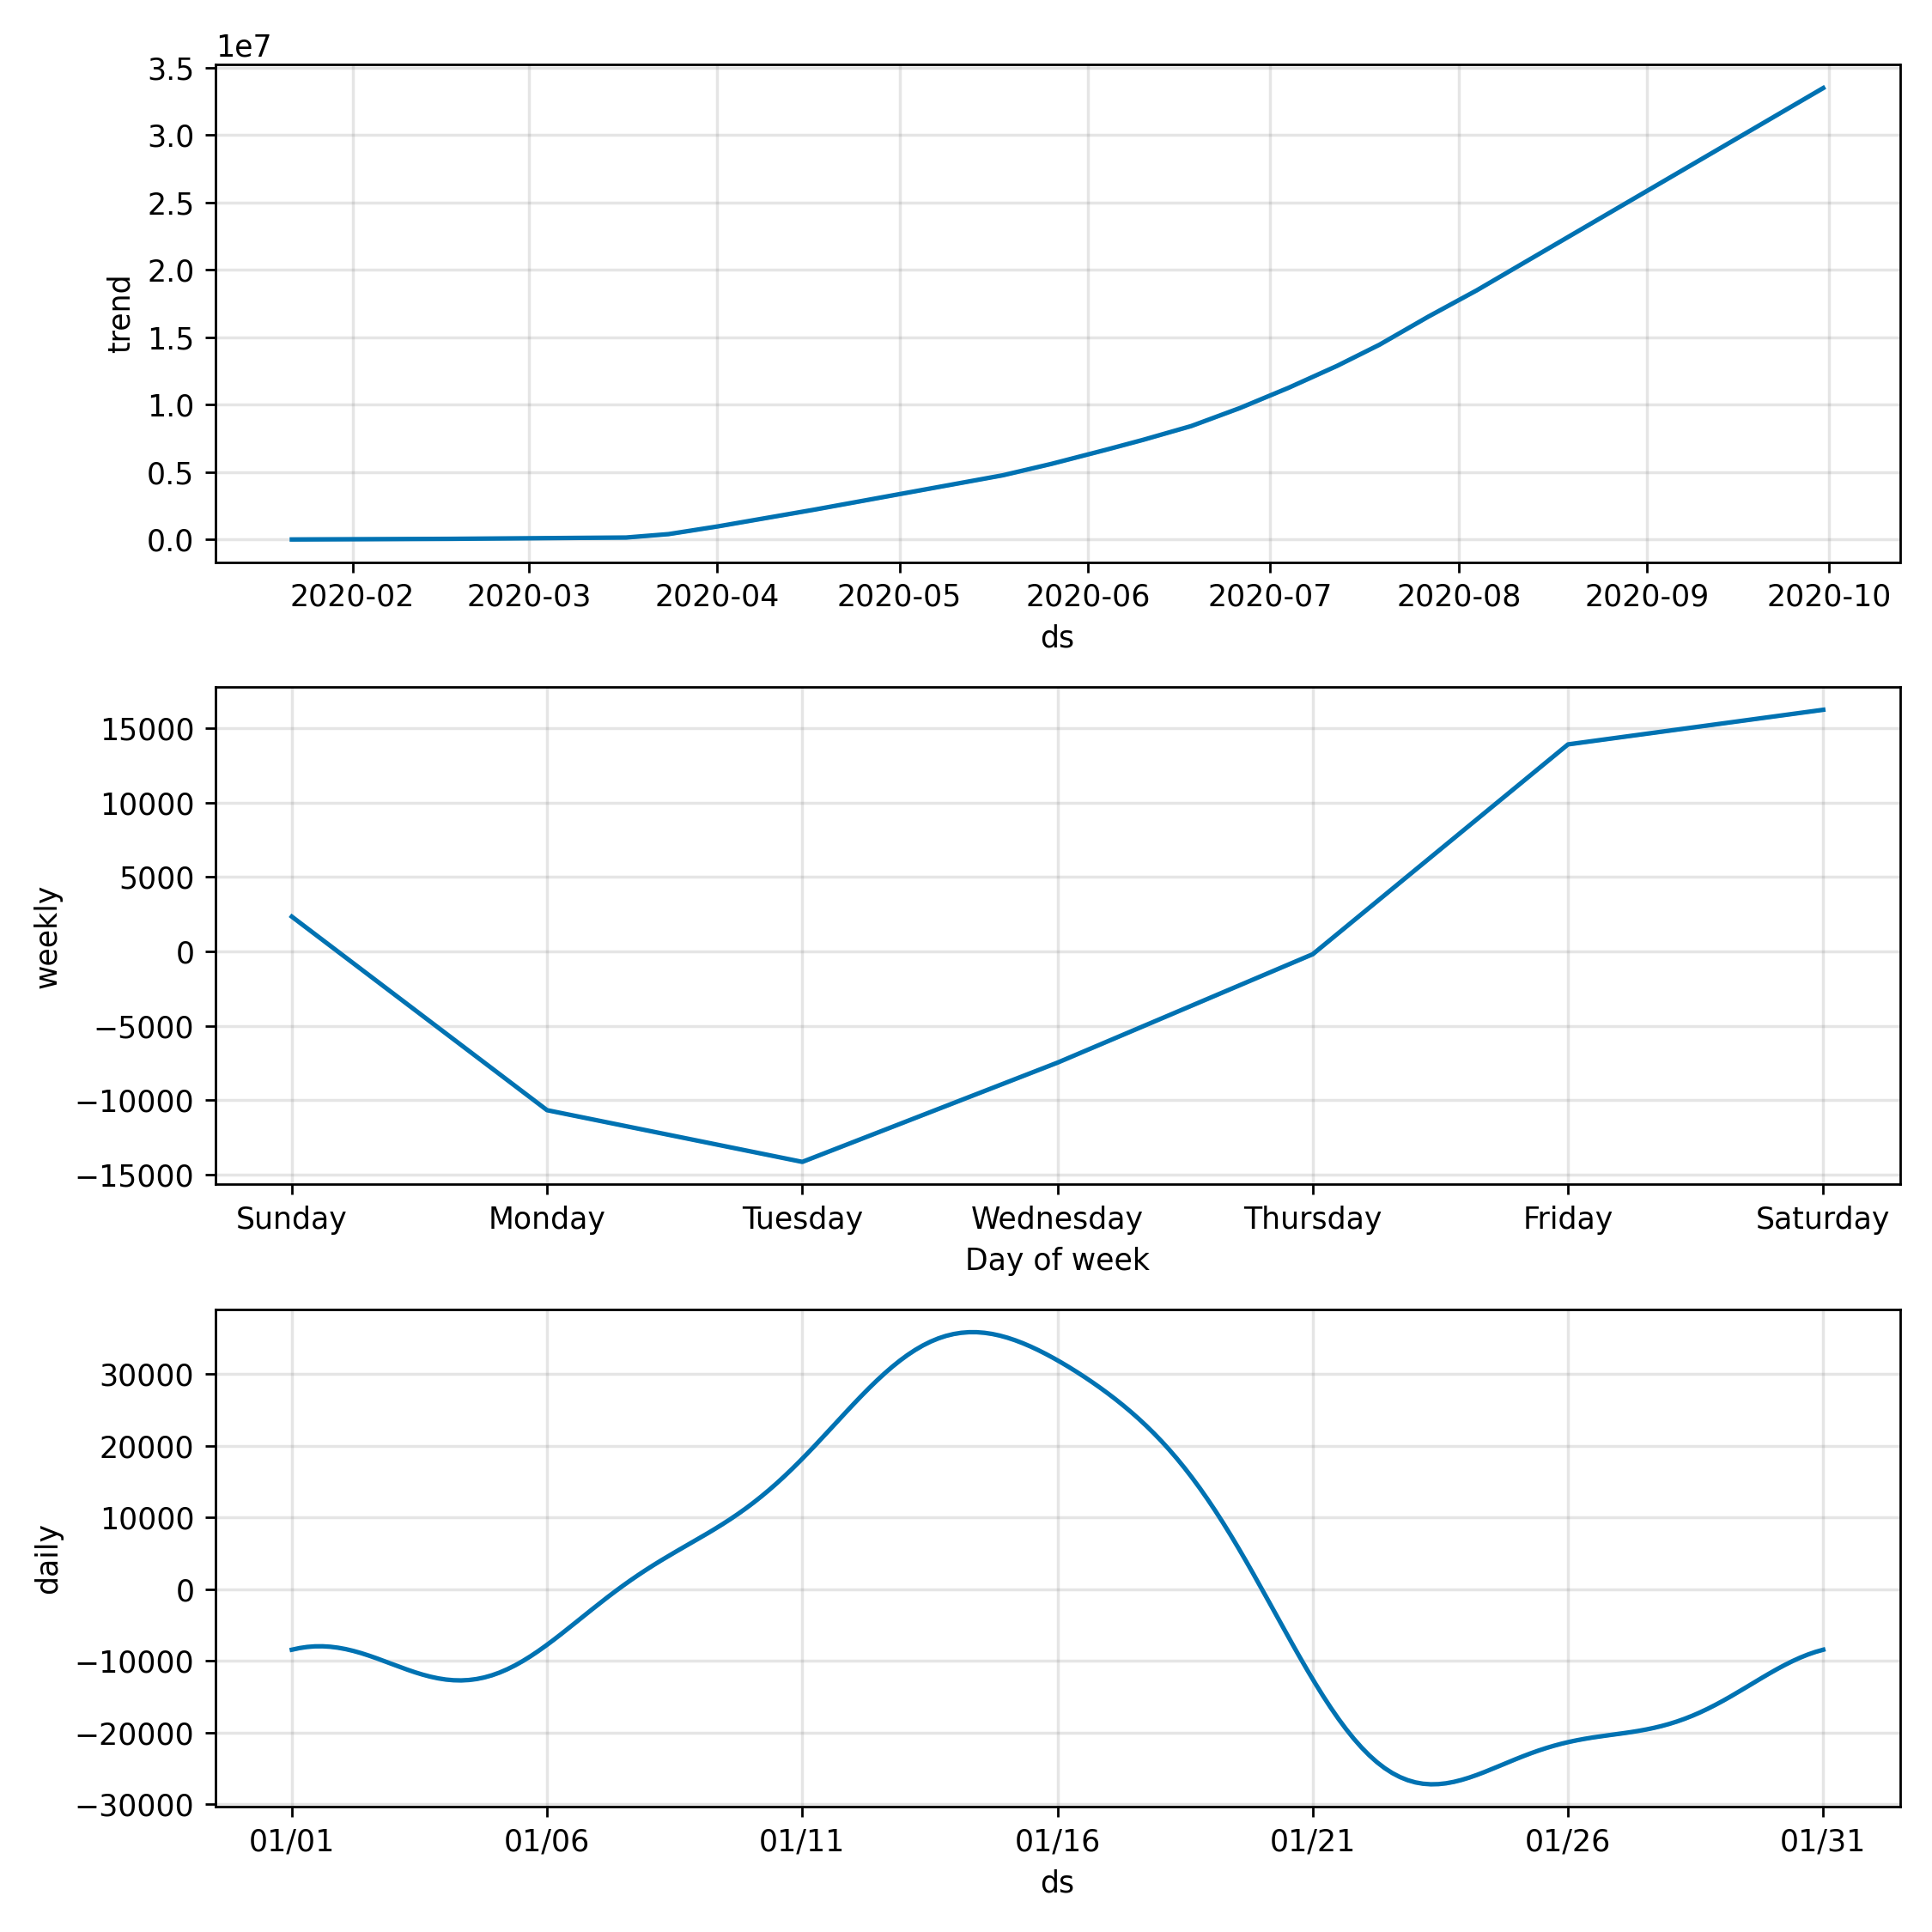 1e7
3.5
3.0
2.5
2.0
1.5
1.0
0.5
0.0
trend
2020-02 2020-03 2020-04 2020-05 2020-06 2020-07 2020-08 2020-09 2020-10
ds
15000
10000
5000
0
−5000
−10000
−15000
weekly
Sunday Monday Tuesday Wednesday Thursday Friday Saturday
Day of week
30000
20000
10000
0
−10000
−20000
−30000
daily
01/01 01/06 01/11 01/16 01/21 01/26 01/31
ds